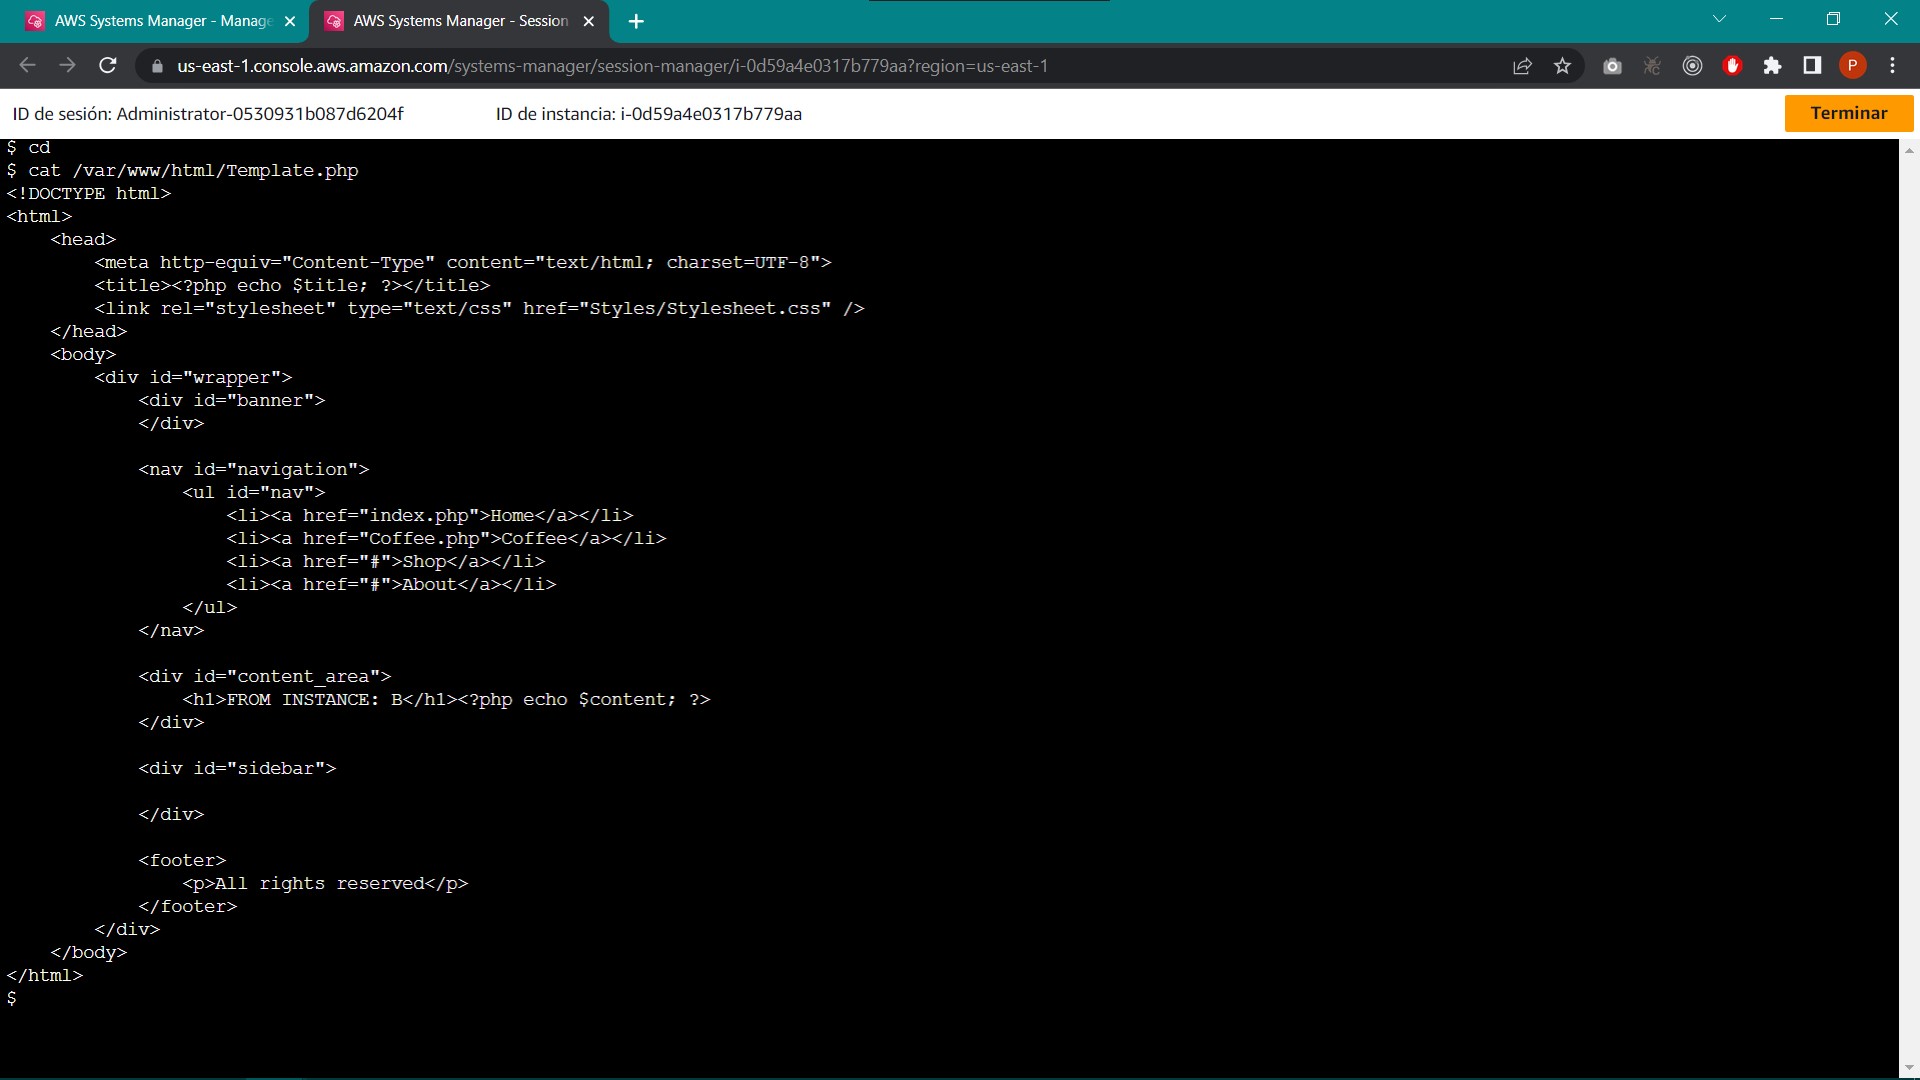 AWS Systems Manager - Manage
AWS Systems Manager - Session
us-east-1.console.aws.amazon.com/systems-manager/session-manager/i-0d59a4e0317b779aa?region=us-east-1
P
ID de sesión: Administrator-0530931b087d6204f
ID de instancia: i-0d59a4e0317b779aa
Terminar
$ cd
$ cat /var/www/html/Template.php
<!DOCTYPE html>
<html>
    <head>
        <meta http-equiv="Content-Type" content="text/html; charset=UTF-8">
        <title><?php echo $title; ?></title>
        <link rel="stylesheet" type="text/css" href="Styles/Stylesheet.css" />
    </head>
    <body>
        <div id="wrapper">
            <div id="banner">
            </div>
            <nav id="navigation">
                <ul id="nav">
                    <li><a href="index.php">Home</a></li>
                    <li><a href="Coffee.php">Coffee</a></li>
                    <li><a href="#">Shop</a></li>
                    <li><a href="#">About</a></li>
                </ul>
            </nav>
            <div id="content_area">
                <h1>FROM INSTANCE: B</h1><?php echo $content; ?>
            </div>
            <div id="sidebar">
            </div>
            <footer>
                <p>All rights reserved</p>
            </footer>
        </div>
    </body>
</html>
$